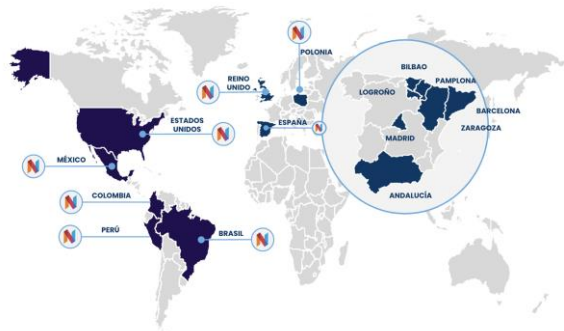 POLONIA
REINO
UNIDO
ESTADOS
UNIDOS
ESPAÑA
MÉXICO
COLOMBIA
PERÚ
BRASIL
BILBAO
PAMPLONA
LOGROÑO
BARCELONA
ZARAGOZA
MADRID
ANDALUCÍA